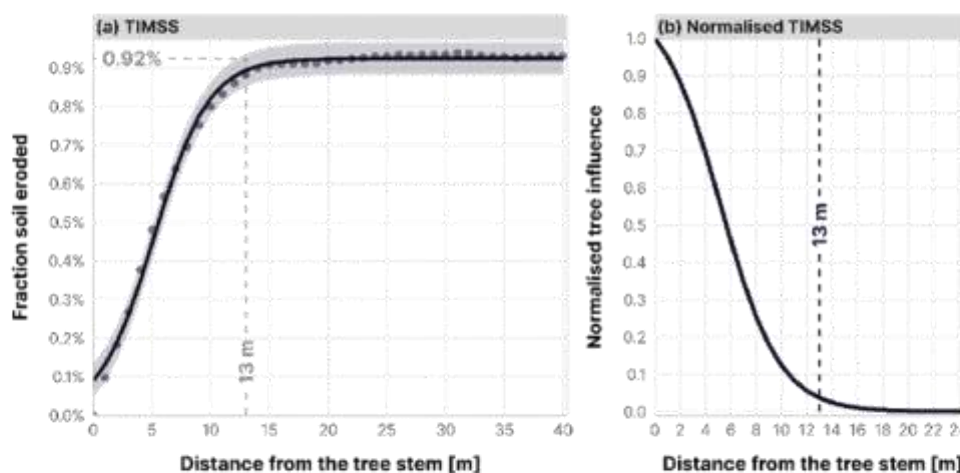 (a) TIMSS
(b) Normalised TIMSS
0.92%
0.9%
0.8%
0.7%
0.6%
0.5%
0.4%
0.3%
0.2%
0.1%
0.0%
Fraction soil eroded
13 m
0 5 10 15 20 25 30 35 40
Distance from the tree stem [m]
1.0
0.9
0.8
0.7
0.6
0.5
0.4
0.3
0.2
0.1
0.0
Normalised tree influence
13 m
0 2 4 6 8 10 12 14 16 18 20 22
Distance from the tree stem [m]